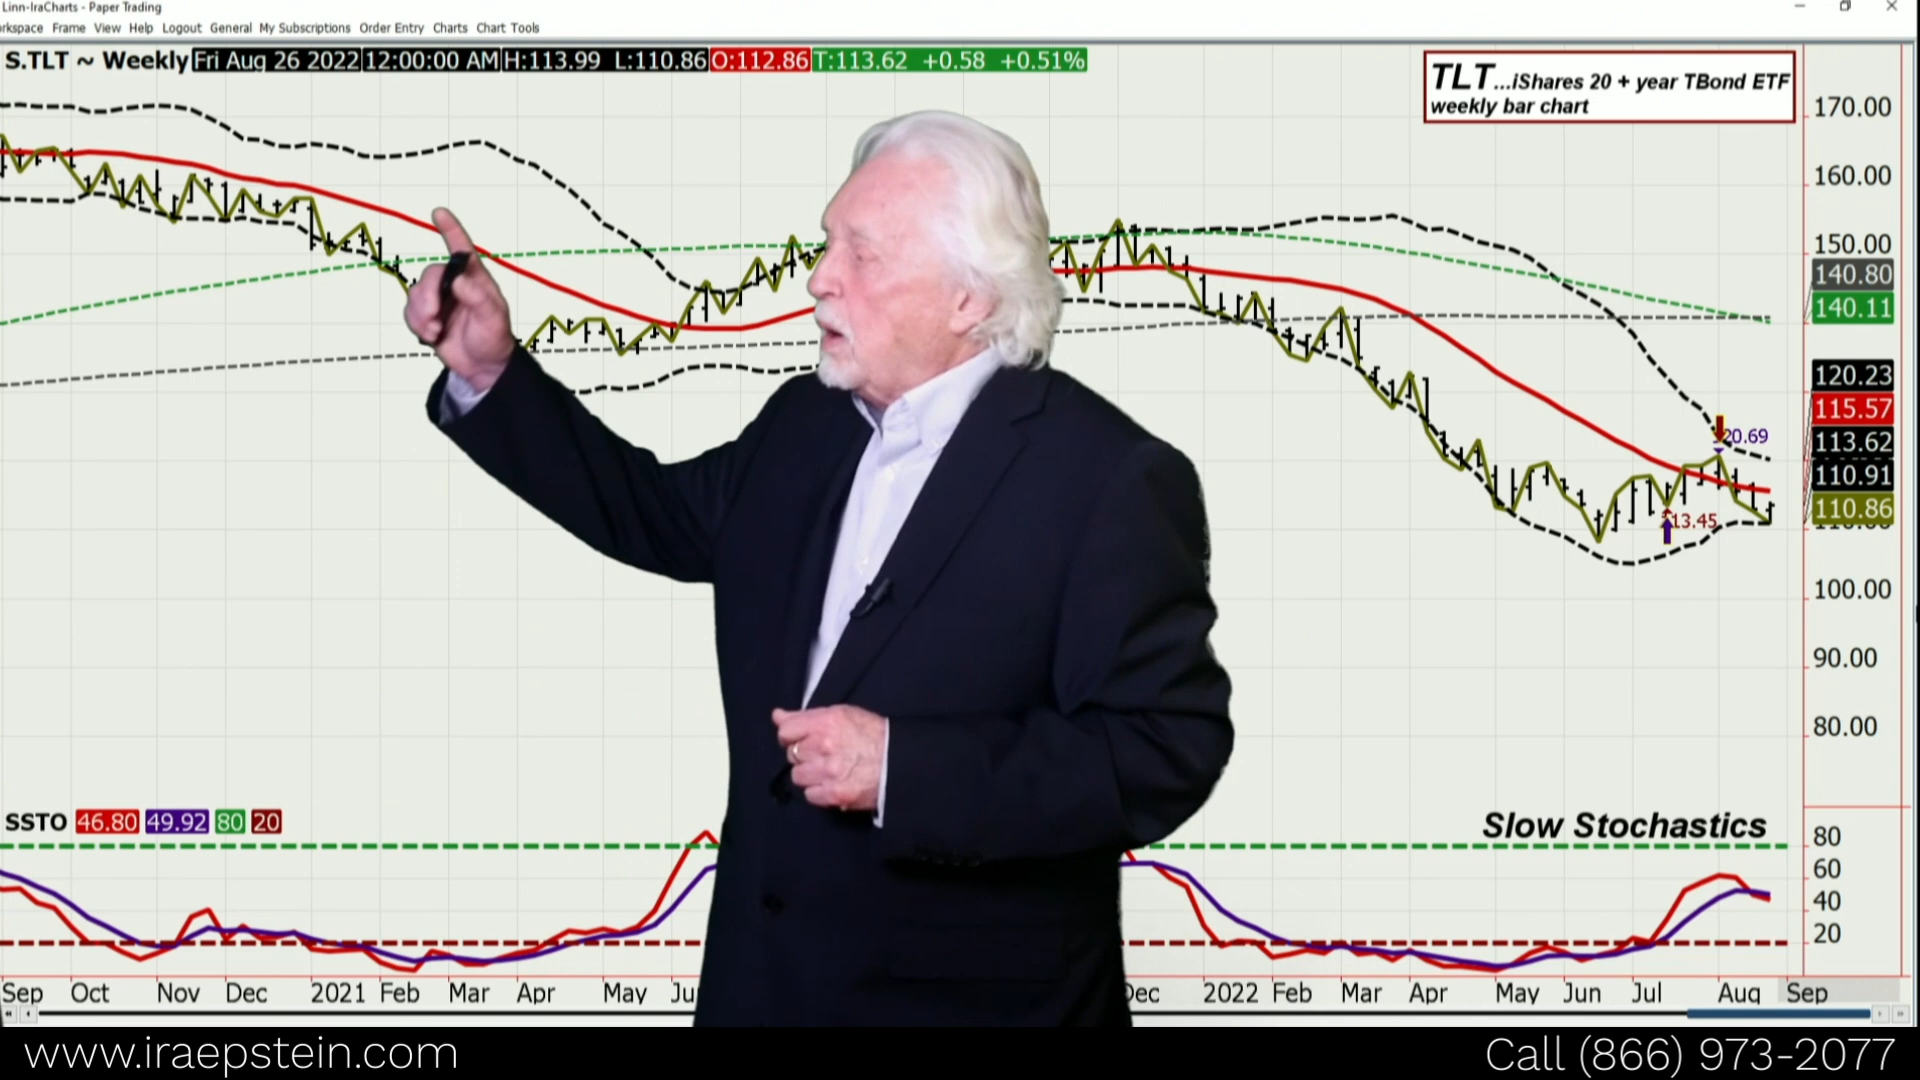 Linn-IraCharts - Paper Trading
rkspace Frame View Help Logout General My Subscriptions Order Entry Charts Chart Tools
S.TLT ~ Weekly Fri Aug 26 2022 12:00:00 AM H:113.99 L:110.86 O:112.86 T:113.62 +0.58 +0.51%
TLT...iShares 20 + year TBond ETF
weekly bar chart
170.00
160.00
150.00
140.80
140.11
120.23
115.57
20.69
113.62
110.91
110.86
13.45
100.00
90.00
80.00
SSTO 46.80 49.92 80 20
Slow Stochastics
80
60
40
20
Sep Oct Nov Dec 2021 Feb Mar Apr May Ju Dec 2022 Feb Mar Apr May Jun Jul Aug Sep
www.iraepstein.com
Call (866) 973-2077